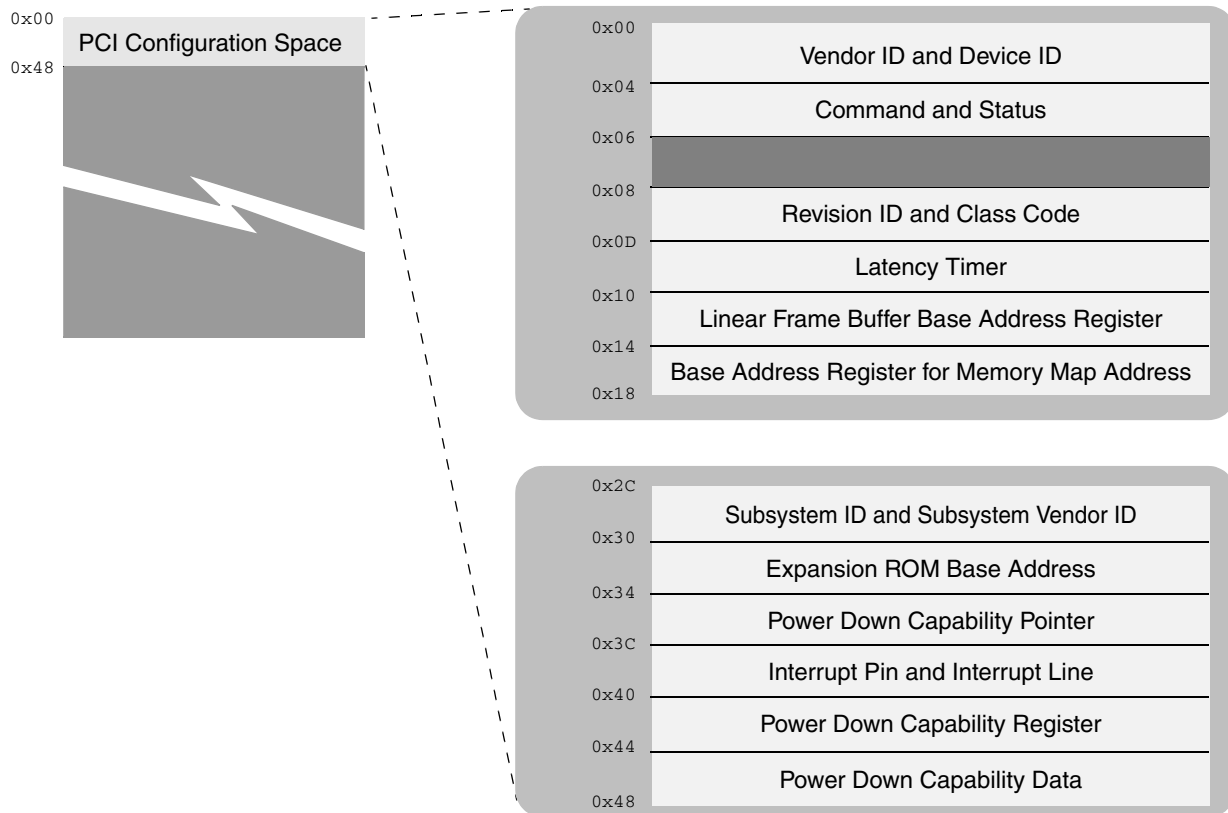 0x00
PCI Configuration Space
0x48
0x00
Vendor ID and Device ID
0x04
Command and Status
0x06
0x08
Revision ID and Class Code
0x0D
Latency Timer
0x10
Linear Frame Buffer Base Address Register
0x14
Base Address Register for Memory Map Address
0x18
0x2C
Subsystem ID and Subsystem Vendor ID
0x30
Expansion ROM Base Address
0x34
Power Down Capability Pointer
0x3C
Interrupt Pin and Interrupt Line
0x40
Power Down Capability Register
0x44
Power Down Capability Data
0x48